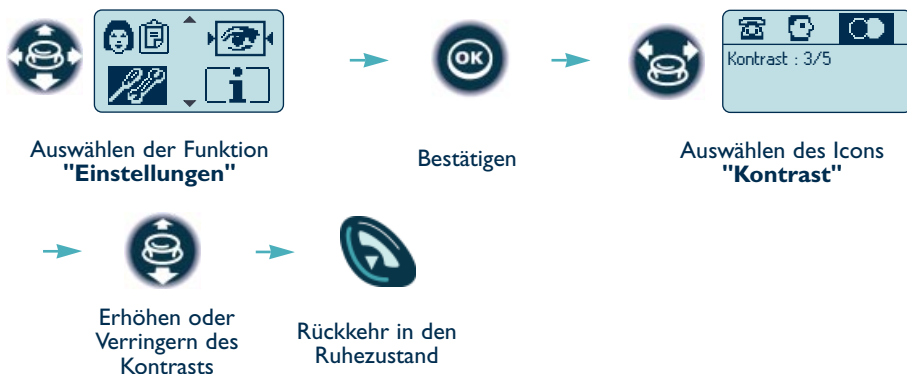 OK
Kontrast : 3/5
Auswählen der Funktion
"Einstellungen"
Bestätigen
Auswählen des Icons
"Kontrast"
Erhöhen oder
Verringern des
Kontrasts
Rückkehr in den
Ruhezustand